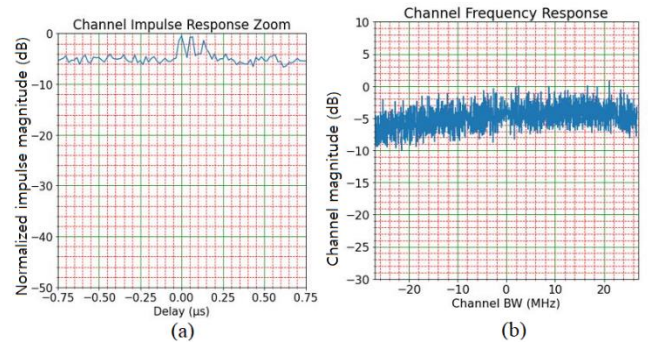 Channel Impulse Response Zoom
Normalized impulse magnitude (dB)
0
−10
−20
−30
−40
−50
−0.75 −0.50 −0.25 0.00 0.25 0.50 0.75
Delay (µs)
(a)
Channel Frequency Response
Channel magnitude (dB)
10
5
0
−5
−10
−15
−20
−25
−30
−20 −10 0 10 20
Channel BW (MHz)
(b)